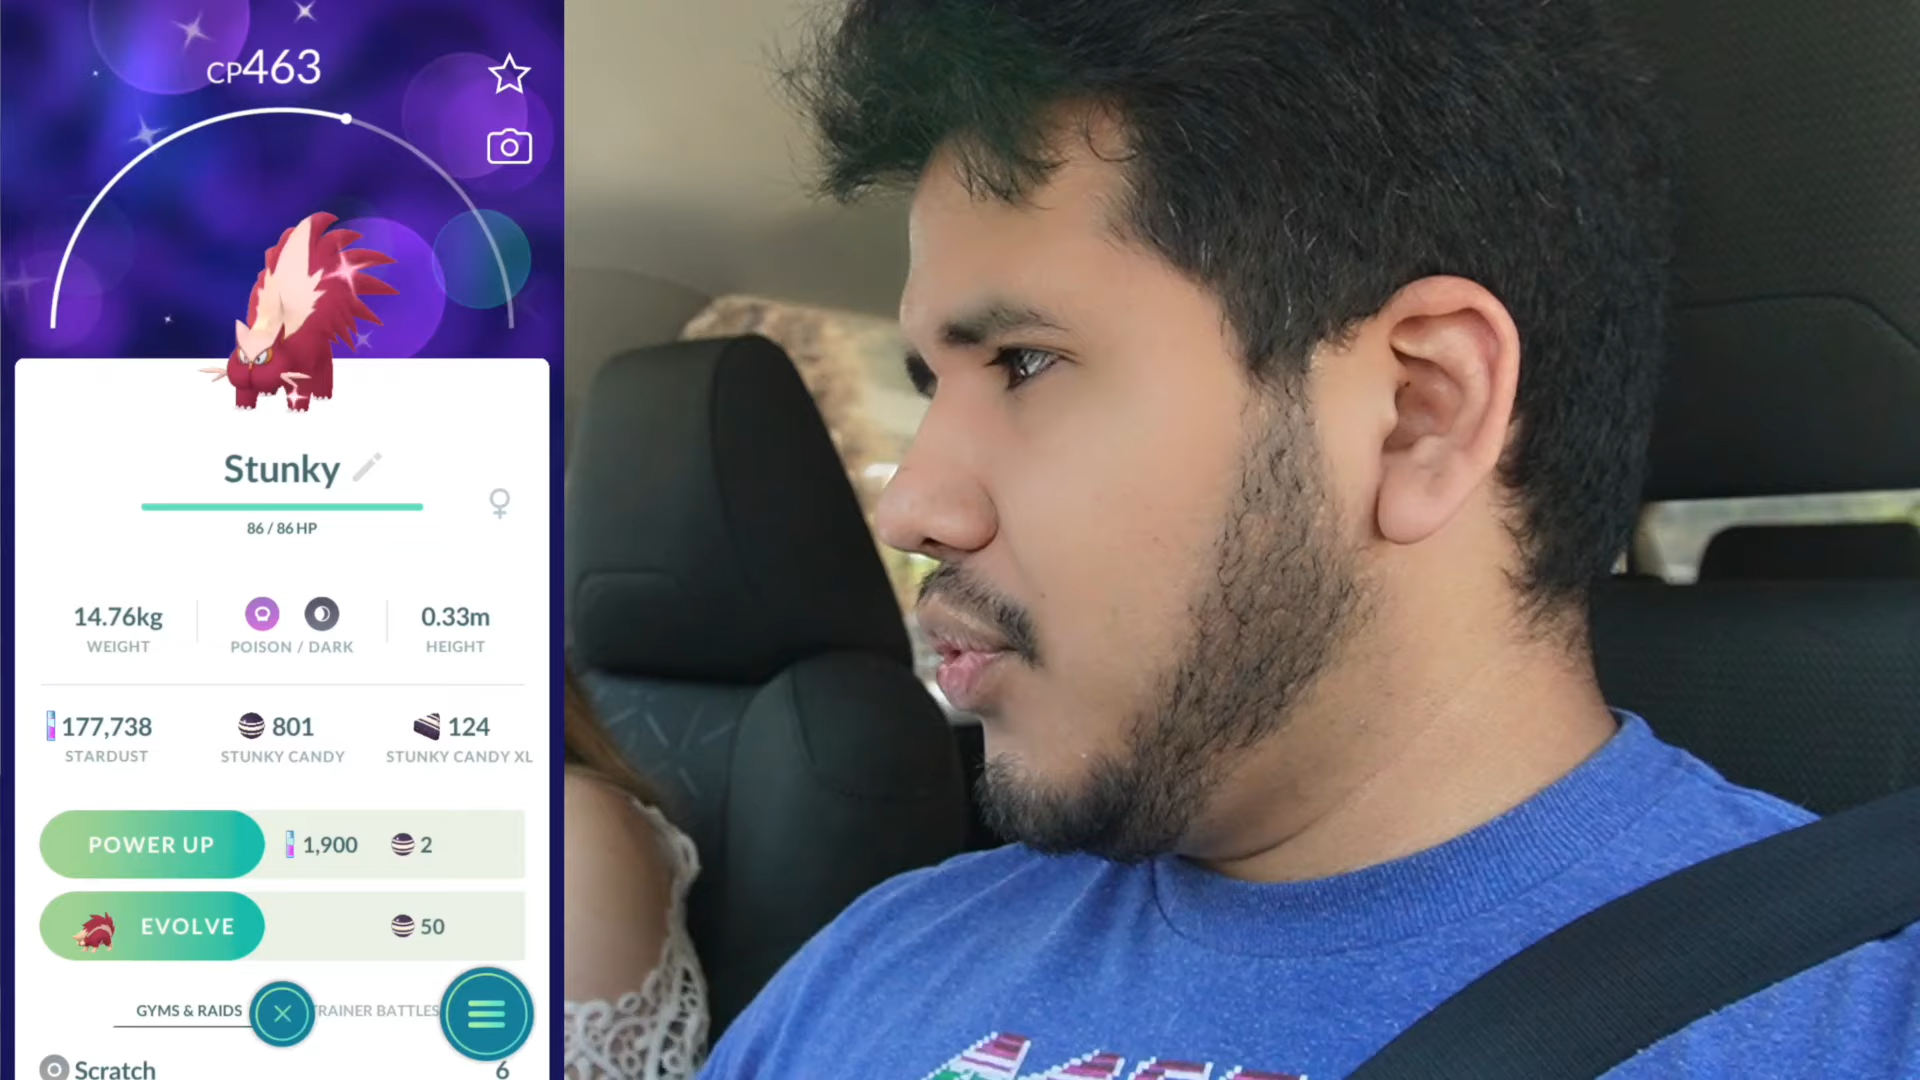 CP463
Stunky
86 / 86 HP
14.76kg
WEIGHT
POISON / DARK
0.33m
HEIGHT
177,738
STARDUST
801
STUNKY CANDY
124
STUNKY CANDY XL
POWER UP 1,900 2
EVOLVE 50
GYMS & RAIDS TRAINER BATTLES
Scratch 6